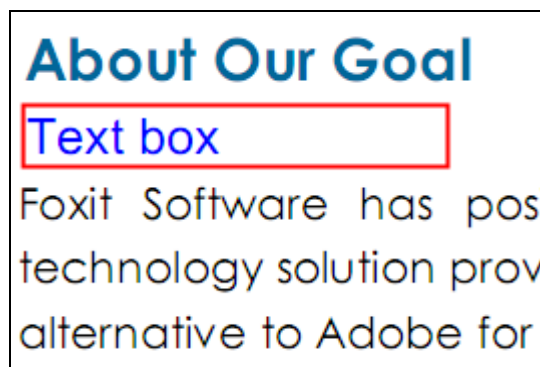 About Our Goal
Text box
Foxit Software has pos
technology solution prov
alternative to Adobe for